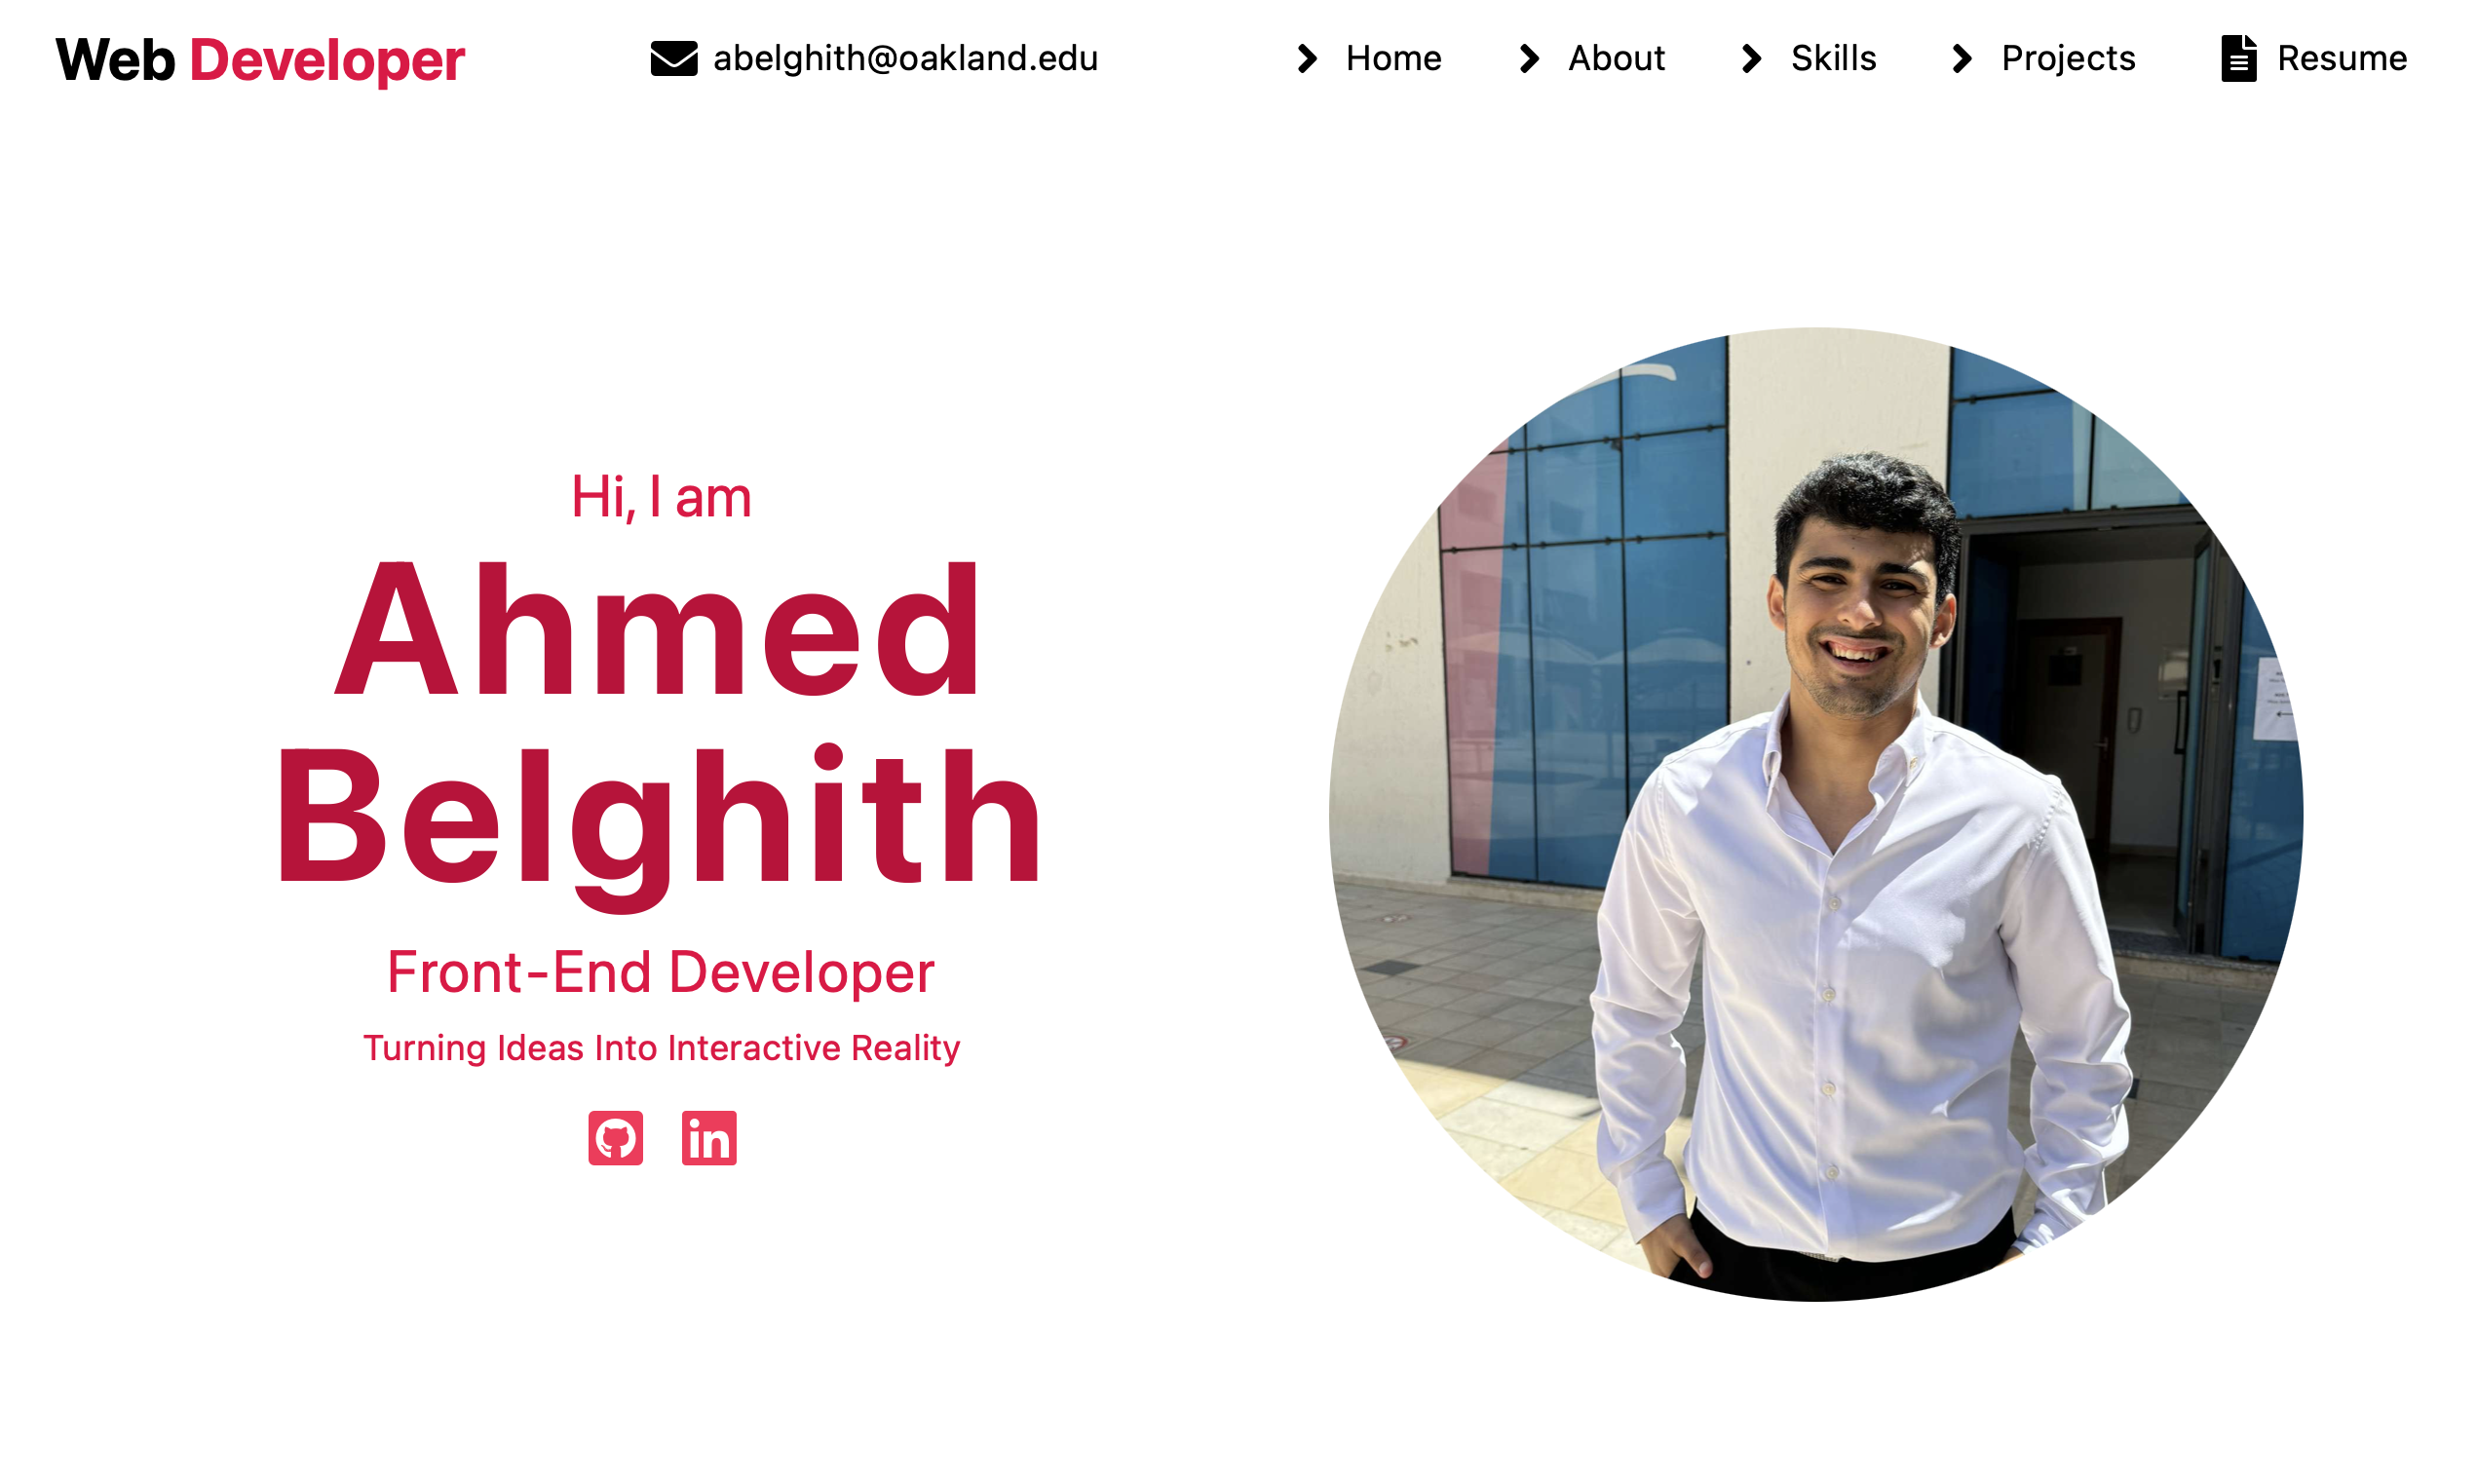 Web Developer
abelghith@oakland.edu
Home
About
Skills
Projects
Resume
Hi, I am
Ahmed
Belghith
Front-End Developer
Turning Ideas Into Interactive Reality
in